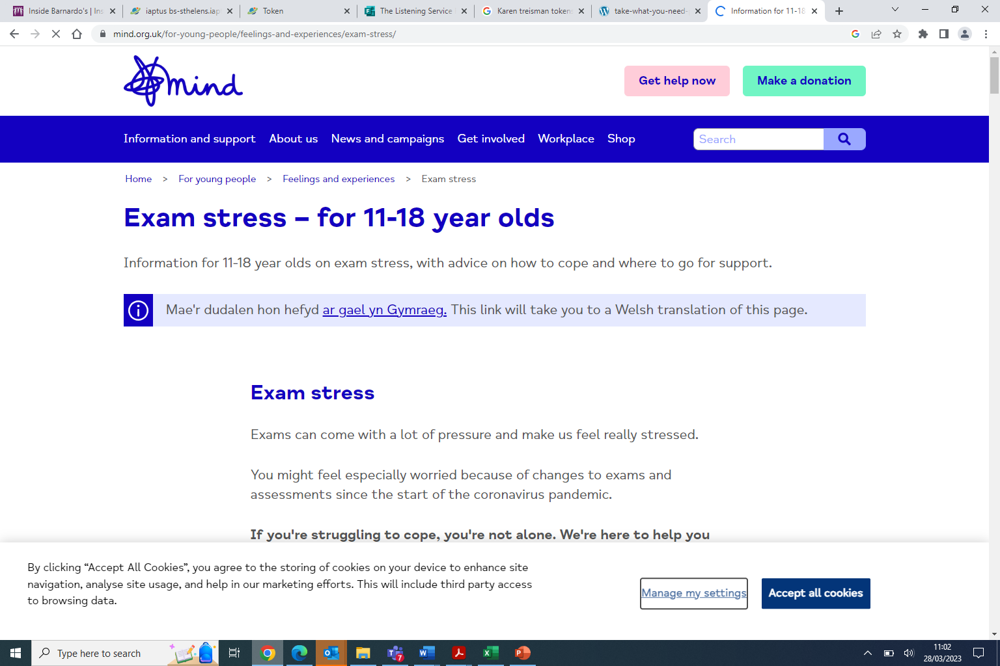 Inside Barnardo's | Ins
iaptus bs-sthelens.iap
Token
The Listening Service
Karen treisman tokens
take-what-you-need-
Information for 11-18
mind.org.uk/for-young-people/feelings-and-experiences/exam-stress/
mind
Get help now
Make a donation
Information and support
About us
News and campaigns
Get involved
Workplace
Shop
Search
Home > For young people > Feelings and experiences > Exam stress
Exam stress – for 11-18 year olds
Information for 11-18 year olds on exam stress, with advice on how to cope and where to go for support.
Mae'r dudalen hon hefyd ar gael yn Gymraeg. This link will take you to a Welsh translation of this page.
Exam stress
Exams can come with a lot of pressure and make us feel really stressed.
You might feel especially worried because of changes to exams and
assessments since the start of the coronavirus pandemic.
If you're struggling to cope, you're not alone. We're here to help you
By clicking “Accept All Cookies”, you agree to the storing of cookies on your device to enhance site
navigation, analyse site usage, and help in our marketing efforts. This will include third party access
to browsing data.
Manage my settings
Accept all cookies
Type here to search
7
11:02
28/03/2023